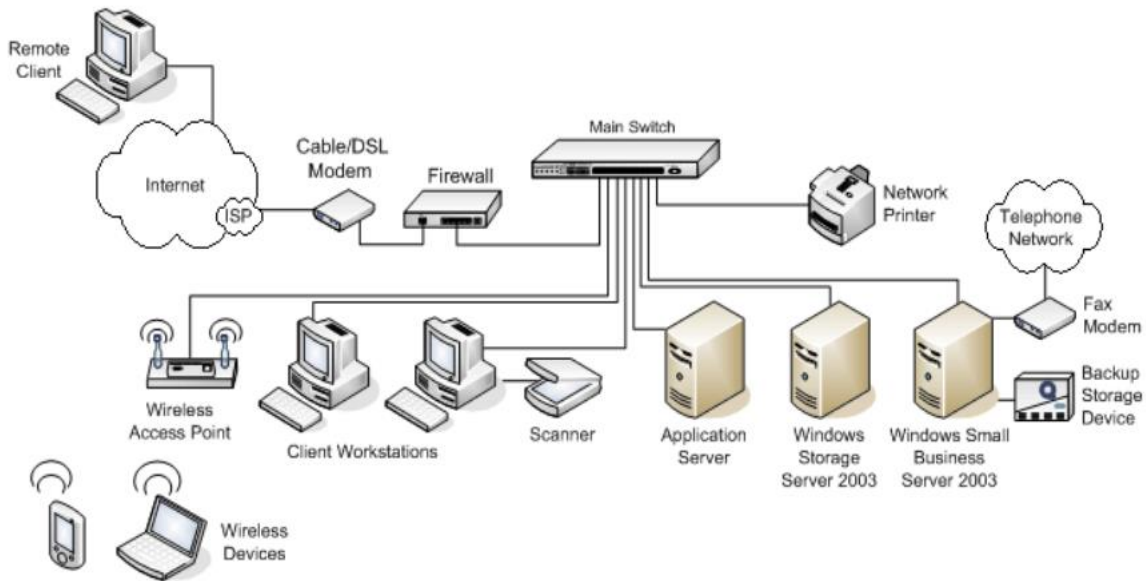 Remote
Client
Internet
ISP
Cable/DSL
Modem
Firewall
Main Switch
Network
Printer
Telephone
Network
Fax
Modem
Backup
Storage
Device
Wireless
Access Point
Client Workstations
Scanner
Application
Server
Windows
Storage
Server 2003
Windows Small
Business
Server 2003
Wireless
Devices